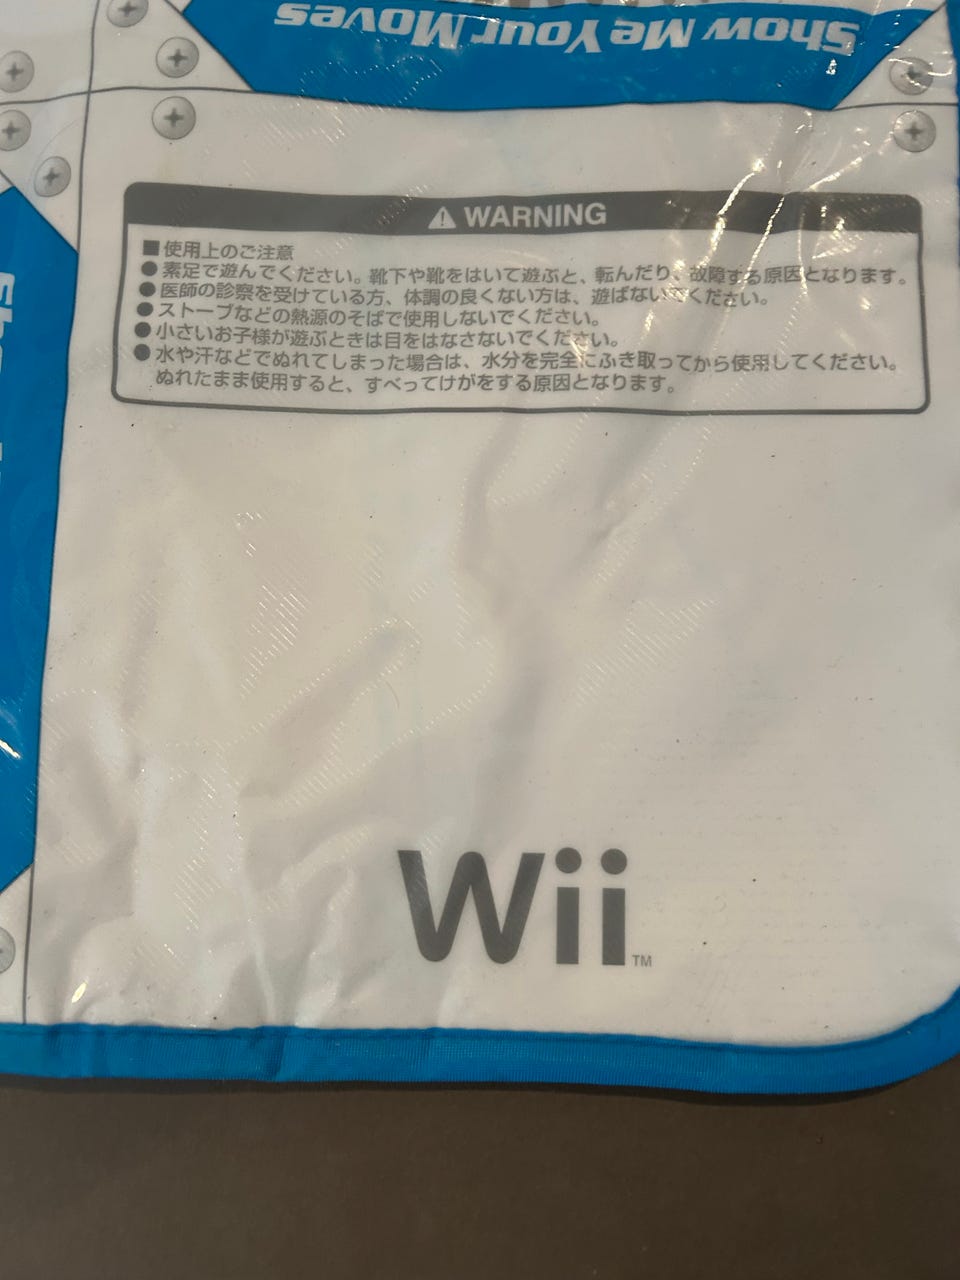 Show Me Your Moves
WARNING
■使用上のご注意
●素足で遊んでください。靴下や靴をはいて遊ぶと、転んだり、故障する原因となります。
●医師の診察を受けている方、体調の良くない方は、遊ばないでください。
●ストーブなどの熱源のそばで使用しないでください。
●小さいお子様が遊ぶときは目をはなさないでください。
●水や汗などでぬれてしまった場合は、水分を完全にふき取ってから使用してください。
ぬれたまま使用すると、すべってけがをする原因となります。
Wii™